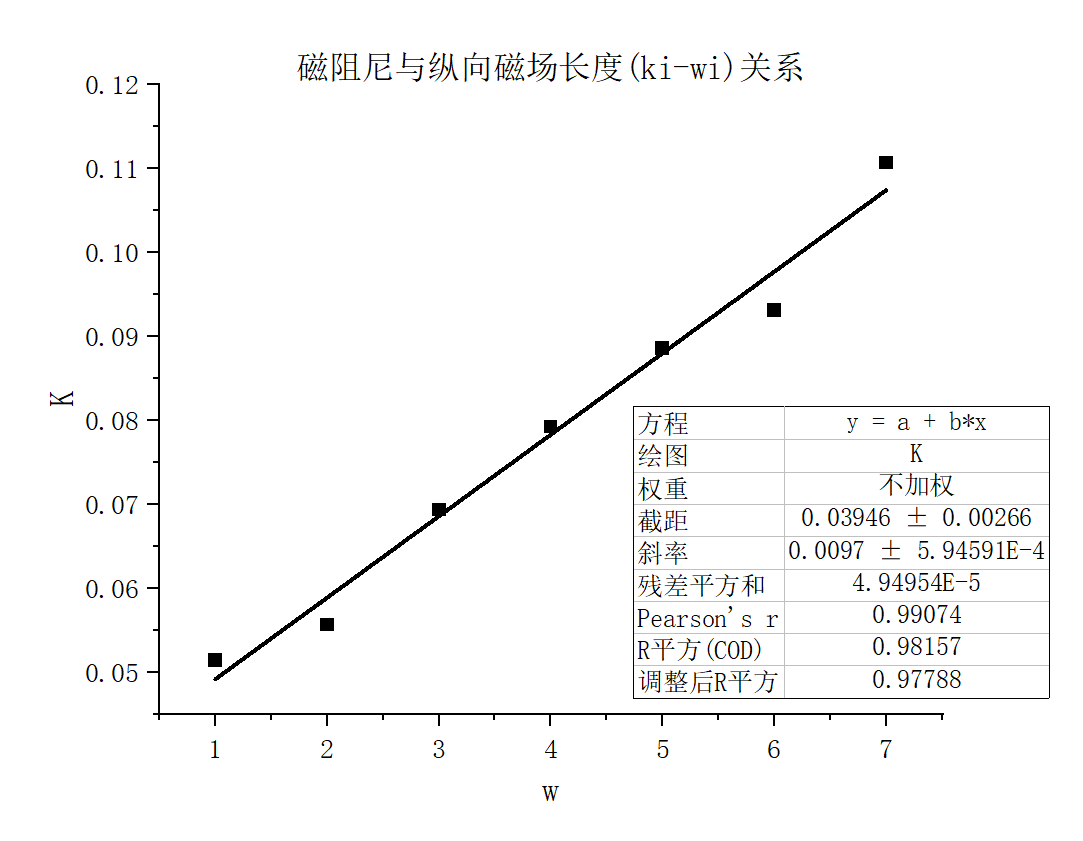 磁阻尼与纵向磁场长度(ki-wi)关系
0.12
0.11
0.10
0.09
0.08
0.07
0.06
0.05
K
方程 y = a + b*x
绘图 K
权重 不加权
截距 0.03946 ± 0.00266
斜率 0.0097 ± 5.94591E-4
残差平方和 4.94954E-5
Pearson's r 0.99074
R平方(COD) 0.98157
调整后R平方 0.97788
1 2 3 4 5 6 7
w